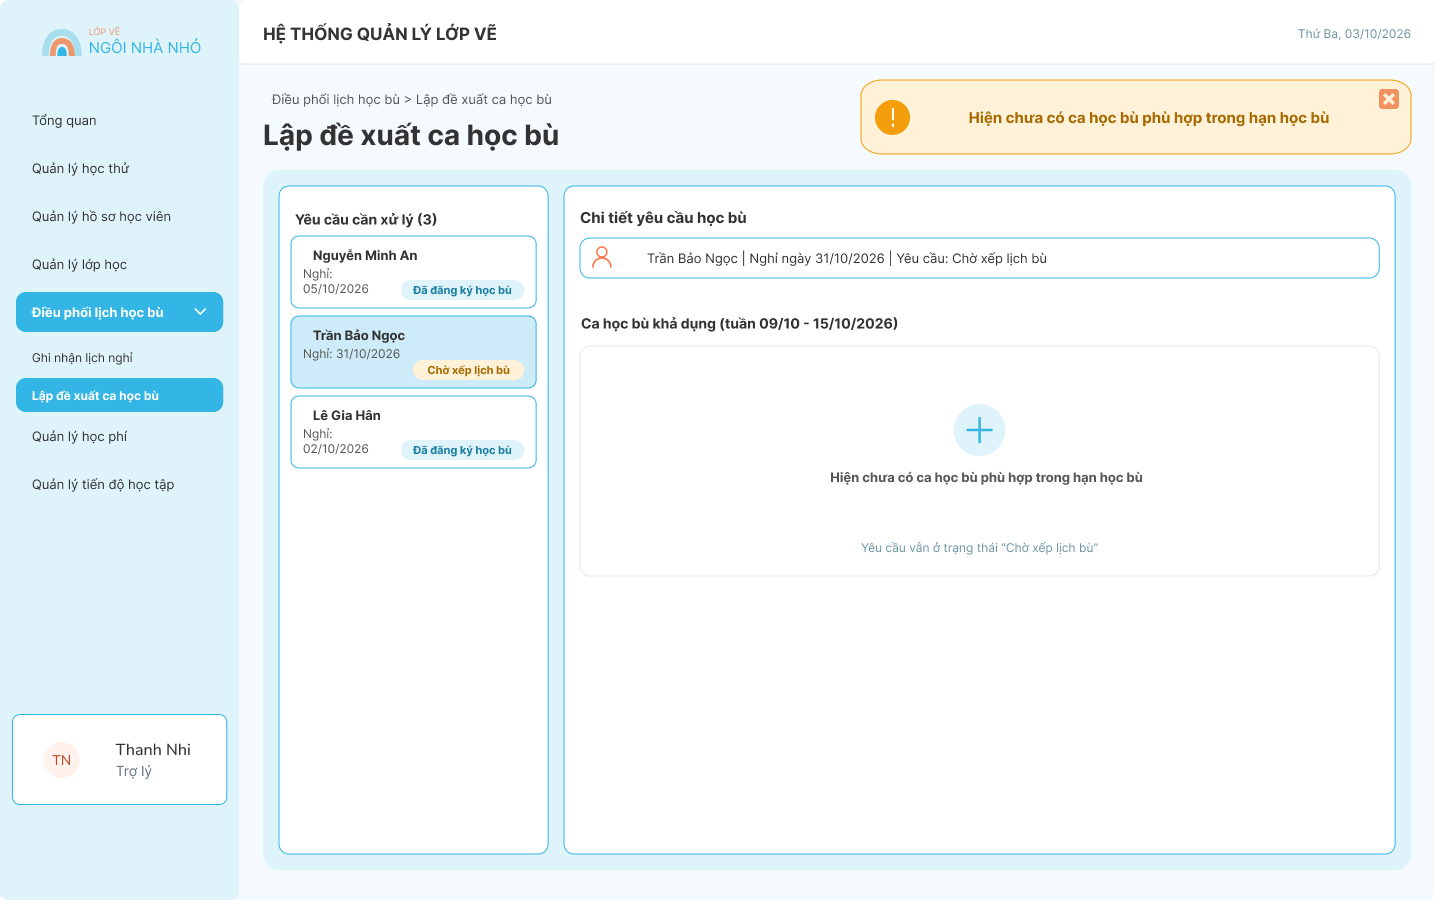 LỚP VẼ
NGÔI NHÀ NHỎ
HỆ THỐNG QUẢN LÝ LỚP VẼ
Thứ Ba, 03/10/2026
Tổng quan
Quản lý học thử
Quản lý hồ sơ học viên
Quản lý lớp học
Điều phối lịch học bù
Ghi nhận lịch nghỉ
Lập đề xuất ca học bù
Quản lý học phí
Quản lý tiến độ học tập
TN
Thanh Nhi
Trợ lý
Điều phối lịch học bù > Lập đề xuất ca học bù
Lập đề xuất ca học bù
Hiện chưa có ca học bù phù hợp trong hạn học bù
Yêu cầu cần xử lý (3)
Nguyễn Minh An
Nghỉ:
05/10/2026
Đã đăng ký học bù
Trần Bảo Ngọc
Nghỉ: 31/10/2026
Chờ xếp lịch bù
Lê Gia Hân
Nghỉ:
02/10/2026
Đã đăng ký học bù
Chi tiết yêu cầu học bù
Trần Bảo Ngọc | Nghỉ ngày 31/10/2026 | Yêu cầu: Chờ xếp lịch bù
Ca học bù khả dụng (tuần 09/10 - 15/10/2026)
Hiện chưa có ca học bù phù hợp trong hạn học bù
Yêu cầu vẫn ở trạng thái “Chờ xếp lịch bù”